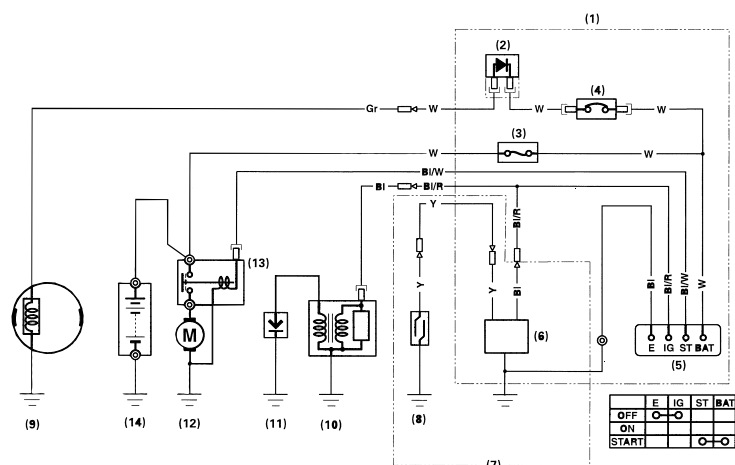 (1)
(2)
(4)
Gr W W W
(3)
W W
Bl/W
Bl Bl/R
Y
Bl/R
(13)
Y Y Bl Bl Bl/R Bl/W W
M
(6)
E IG ST BAT
(5)
(9) (14) (12) (11) (10) (8)
E IG ST BAT
OFF
ON
START
(7)